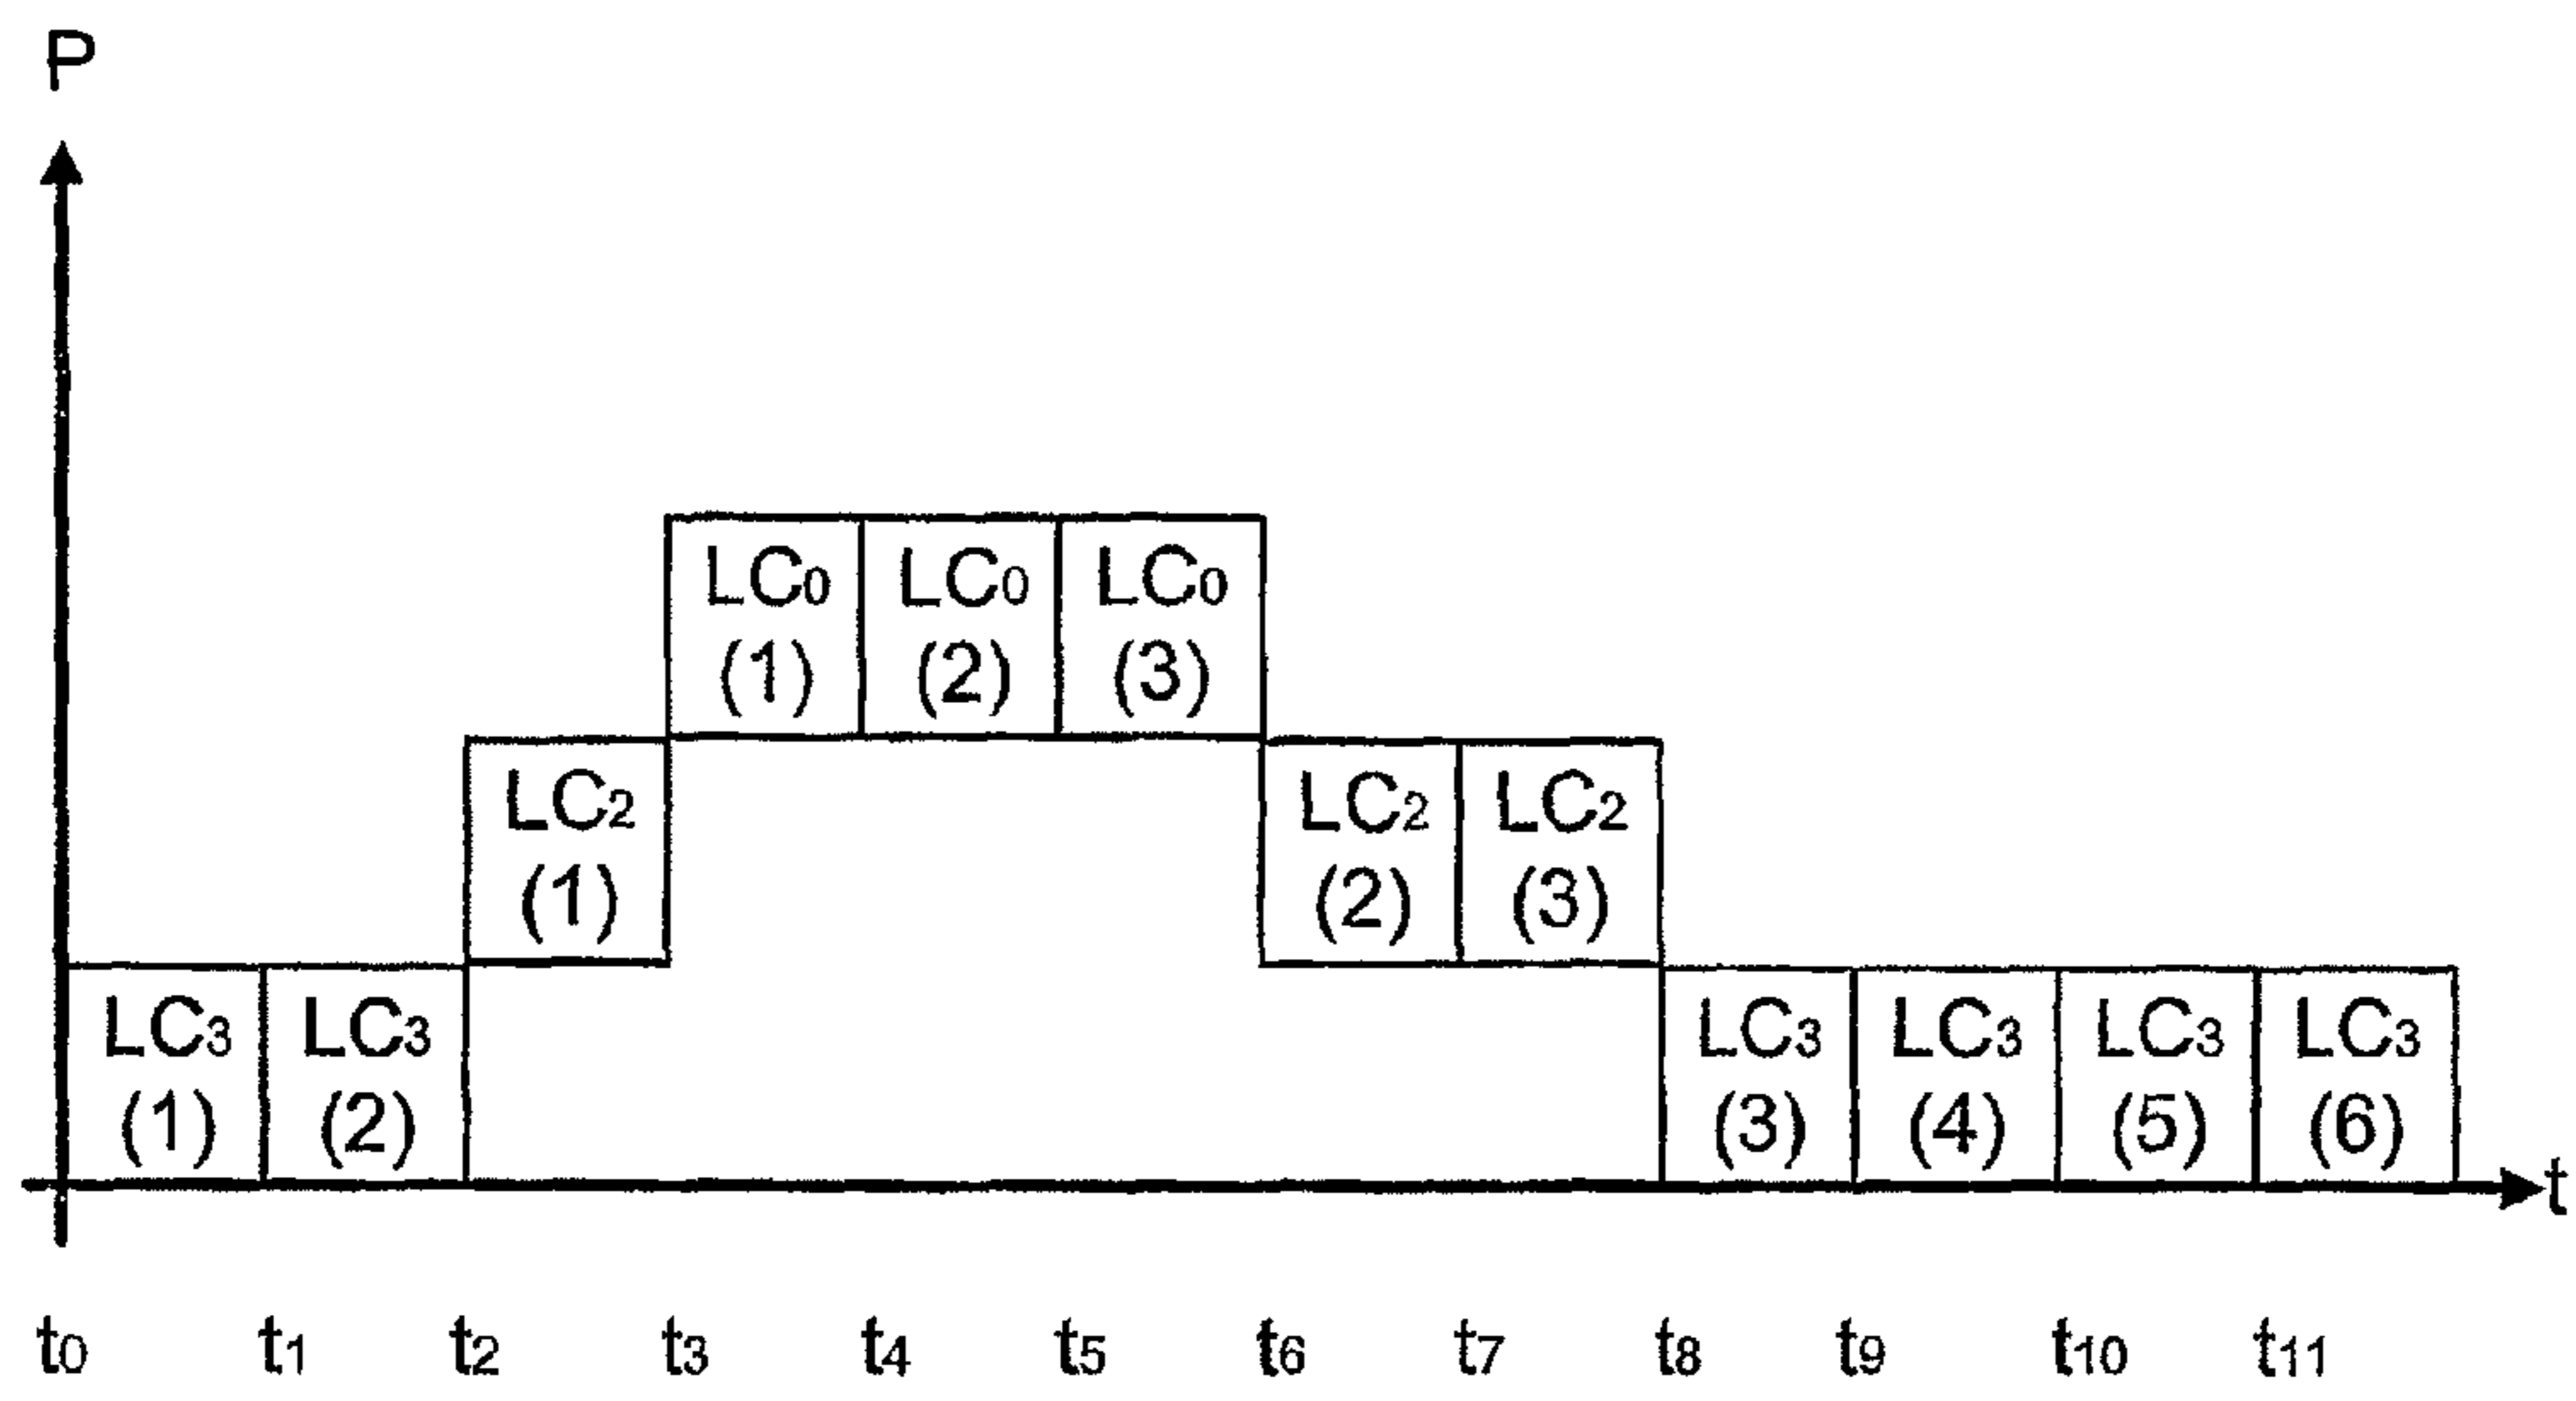 P
LC0 LC0 LC0
(1) (2) (3)
LC2 LC2 LC2
(1) (2) (3)
LC3 LC3 LC3 LC3 LC3 LC3
(1) (2) (3) (4) (5) (6)
t
t0 t1 t2 t3 t4 t5 t6 t7 t8 t9 t10 t11